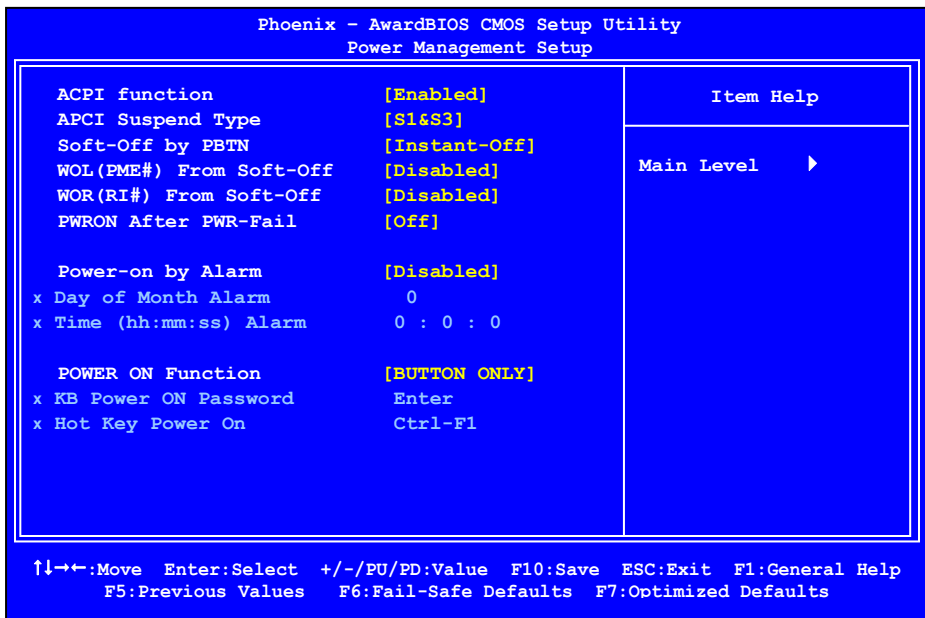 Phoenix – AwardBIOS CMOS Setup Utility
Power Management Setup
ACPI function [Enabled]
APCI Suspend Type [S1&S3]
Soft-Off by PBTN [Instant-Off]
WOL(PME#) From Soft-Off [Disabled]
WOR(RI#) From Soft-Off [Disabled]
PWRON After PWR-Fail [Off]
Power-on by Alarm [Disabled]
x Day of Month Alarm 0
x Time (hh:mm:ss) Alarm 0 : 0 : 0
POWER ON Function [BUTTON ONLY]
x KB Power ON Password Enter
x Hot Key Power On Ctrl-F1
Item Help
Main Level ▶
↑↓→←:Move Enter:Select +/-/PU/PD:Value F10:Save ESC:Exit F1:General Help
F5:Previous Values F6:Fail-Safe Defaults F7:Optimized Defaults